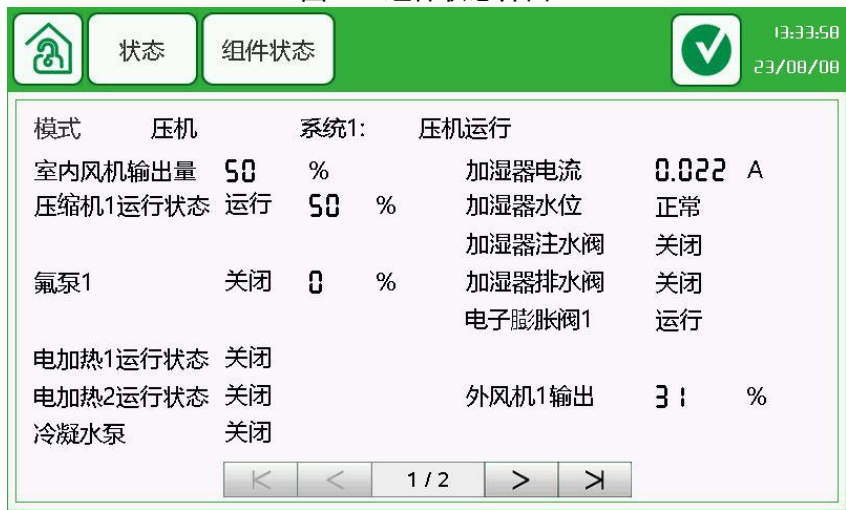 状态 组件状态 13:33:58
23/08/08
模式 压机 系统1: 压机运行
室内风机输出量 50 % 加湿器电流 0.022 A
压缩机1运行状态 运行 50 % 加湿器水位 正常
加湿器注水阀 关闭
氟泵1 关闭 0 % 加湿器排水阀 关闭
电子膨胀阀1 运行
电加热1运行状态 关闭
电加热2运行状态 关闭 外风机1输出 31 %
冷凝水泵 关闭
1 / 2